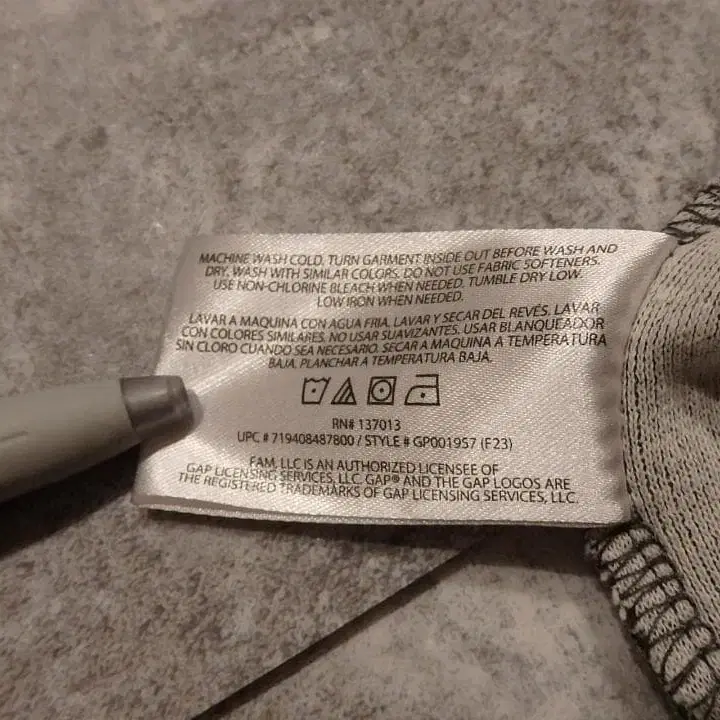 MACHINE WASH COLD. TURN GARMENT INSIDE OUT BEFORE WASH AND
DRY. WASH WITH SIMILAR COLORS. DO NOT USE FABRIC SOFTENERS.
USE NON-CHLORINE BLEACH WHEN NEEDED. TUMBLE DRY LOW.
LOW IRON WHEN NEEDED.
LAVAR A MAQUINA CON AGUA FRIA. LAVAR Y SECAR DEL REVÉS. LAVAR
CON COLORES SIMILARES. NO USAR SUAVIZANTES. USAR BLANQUEADOR
SIN CLORO CUANDO SEA NECESARIO. SECAR A MAQUINA A TEMPERATURA
BAJA. PLANCHAR A TEMPERATURA BAJA.
RN# 137013
UPC # 719408487800 / STYLE # GP001957 (F23)
FAM, LLC IS AN AUTHORIZED LICENSEE OF
GAP LICENSING SERVICES, LLC. GAP® AND THE GAP LOGOS ARE
THE REGISTERED TRADEMARKS OF GAP LICENSING SERVICES, LLC.